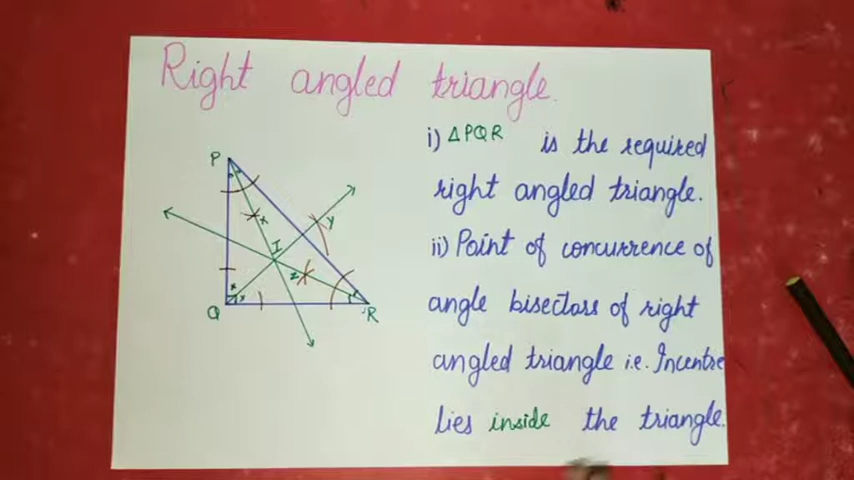 Right angled triangle.
i) △PQR is the required
right angled triangle.
ii) Point of concurrence of
angle bisectors of right
angled triangle i.e. Incentre
lies inside the triangle.
P
x
Y
I
Z
x
x
Q
R